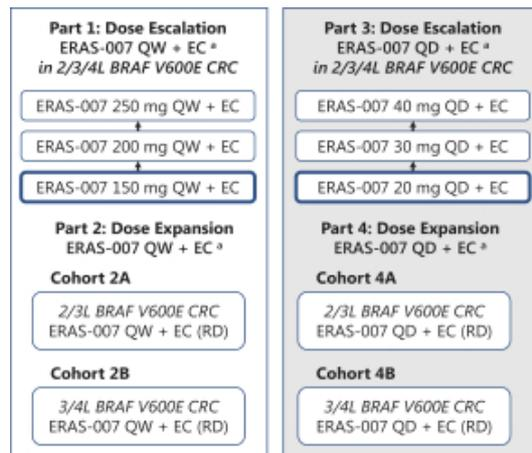 Part 1: Dose Escalation
ERAS-007 QW + EC ª
in 2/3/4L BRAF V600E CRC
ERAS-007 250 mg QW + EC
ERAS-007 200 mg QW + EC
ERAS-007 150 mg QW + EC
Part 2: Dose Expansion
ERAS-007 QW + EC ª
Cohort 2A
2/3L BRAF V600E CRC
ERAS-007 QW + EC (RD)
Cohort 2B
3/4L BRAF V600E CRC
ERAS-007 QW + EC (RD)
Part 3: Dose Escalation
ERAS-007 QD + EC ª
in 2/3/4L BRAF V600E CRC
ERAS-007 40 mg QD + EC
ERAS-007 30 mg QD + EC
ERAS-007 20 mg QD + EC
Part 4: Dose Expansion
ERAS-007 QD + EC ª
Cohort 4A
2/3L BRAF V600E CRC
ERAS-007 QD + EC (RD)
Cohort 4B
3/4L BRAF V600E CRC
ERAS-007 QD + EC (RD)